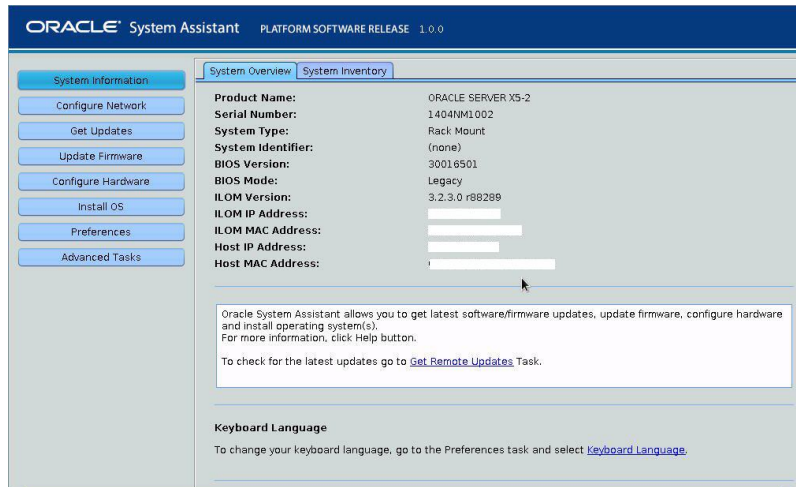 ORACLE System Assistant PLATFORM SOFTWARE RELEASE 1.0.0
System Information
Configure Network
Get Updates
Update Firmware
Configure Hardware
Install OS
Preferences
Advanced Tasks
System Overview System Inventory
Product Name: ORACLE SERVER X5-2
Serial Number: 1404NM1002
System Type: Rack Mount
System Identifier: (none)
BIOS Version: 30016501
BIOS Mode: Legacy
ILOM Version: 3.2.3.0 r88289
ILOM IP Address:
ILOM MAC Address:
Host IP Address:
Host MAC Address:
Oracle System Assistant allows you to get latest software/firmware updates, update firmware, configure hardware
and install operating system(s).
For more information, click Help button.
To check for the latest updates go to Get Remote Updates Task.
Keyboard Language
To change your keyboard language, go to the Preferences task and select Keyboard Language.